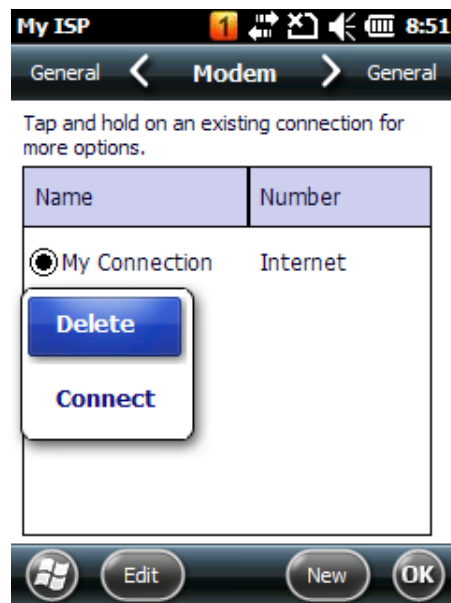 My ISP 1 8:51
General Modem General
Tap and hold on an existing connection for
more options.
Name Number
My Connection Internet
Delete
Connect
Edit New OK